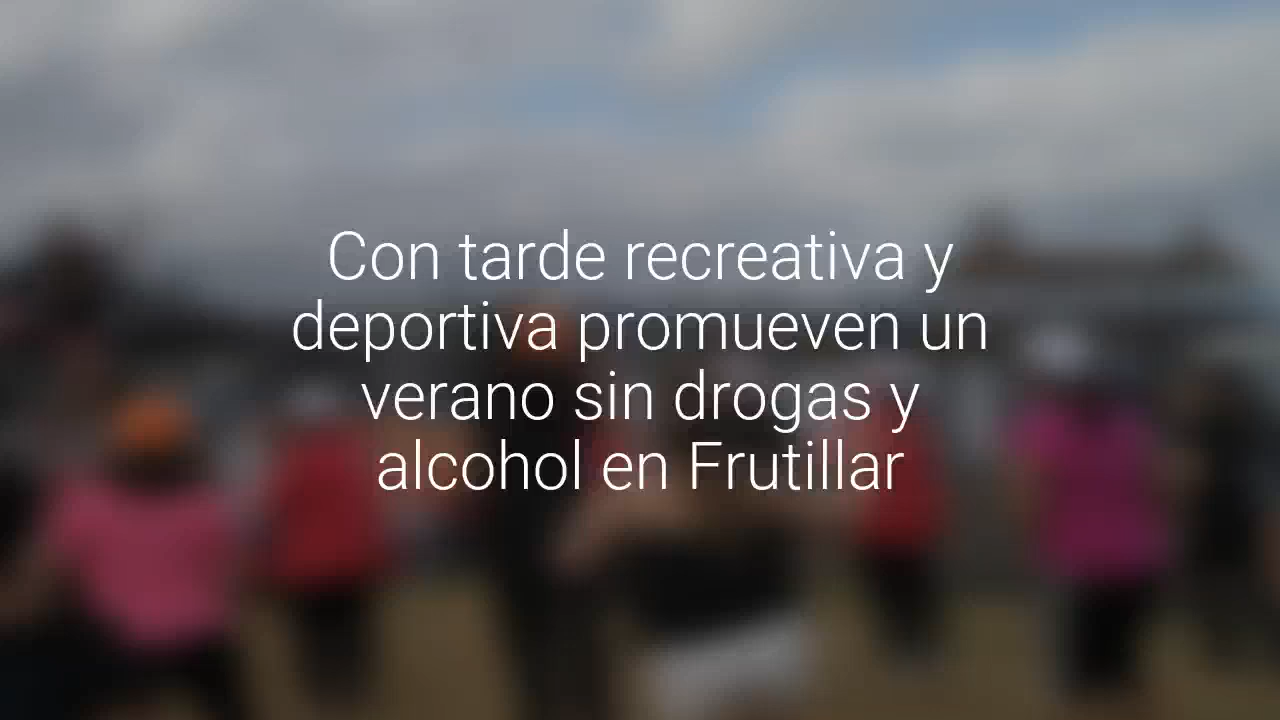 Con tarde recreativa y
deportiva promueven un
verano sin drogas y
alcohol en Frutillar